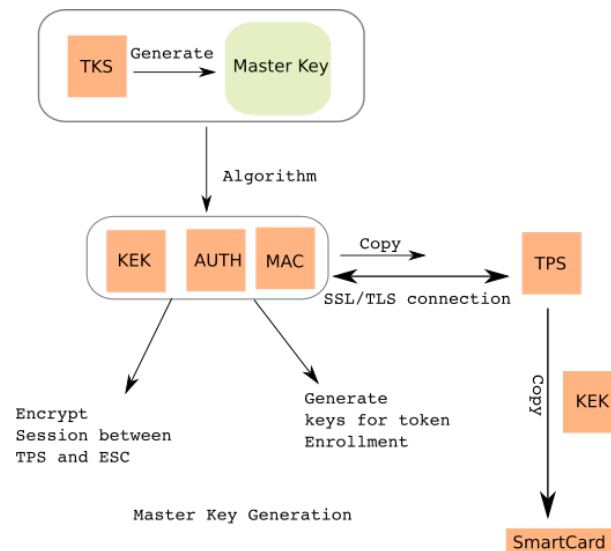 TKS
Generate
Master Key
Algorithm
KEK
AUTH
MAC
Copy
SSL/TLS connection
TPS
Copy
KEK
Encrypt
Session between
TPS and ESC
Generate
keys for token
Enrollment
Master Key Generation
SmartCard